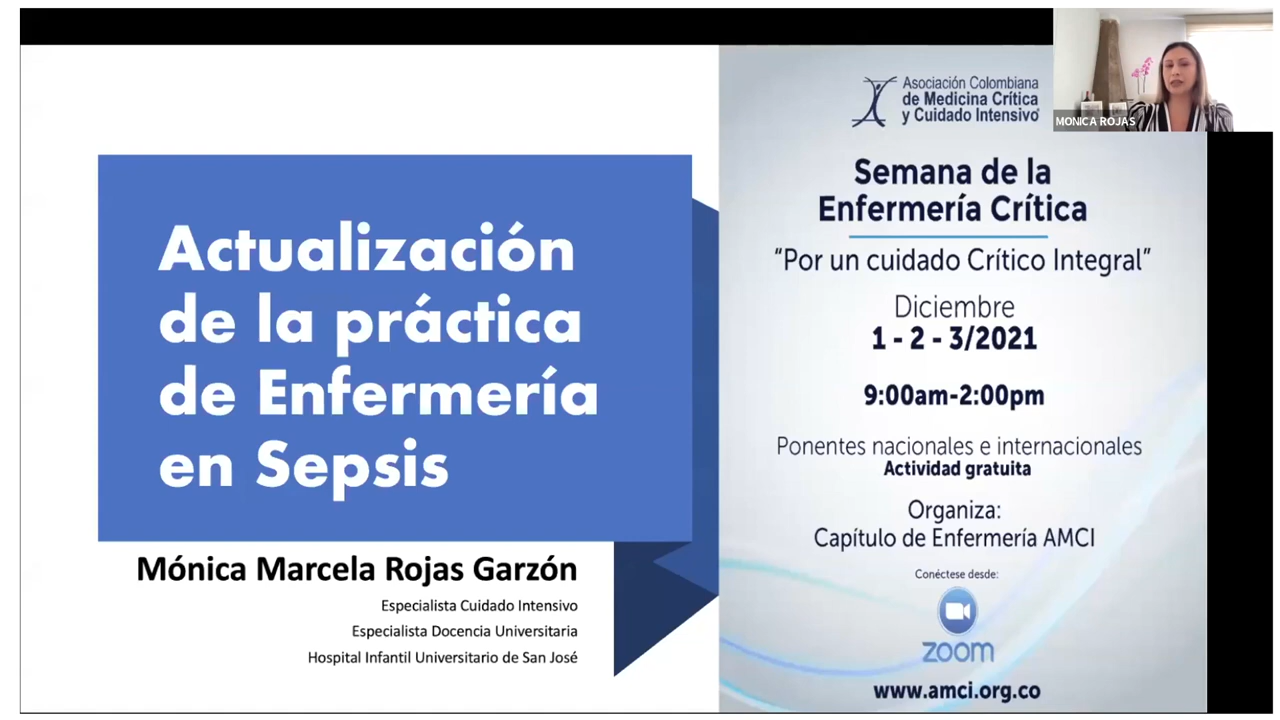 Actualización
de la práctica
de Enfermería
en Sepsis
Mónica Marcela Rojas Garzón
Especialista Cuidado Intensivo
Especialista Docencia Universitaria
Hospital Infantil Universitario de San José
Asociación Colombiana
de Medicina Crítica
y Cuidado Intensivo
Semana de la
Enfermería Crítica
“Por un cuidado Crítico Integral”
Diciembre
1 - 2 - 3/2021
9:00am-2:00pm
Ponentes nacionales e internacionales
Actividad gratuita
Organiza:
Capítulo de Enfermería AMCI
Conéctese desde:
zoom
www.amci.org.co
MONICA ROJAS